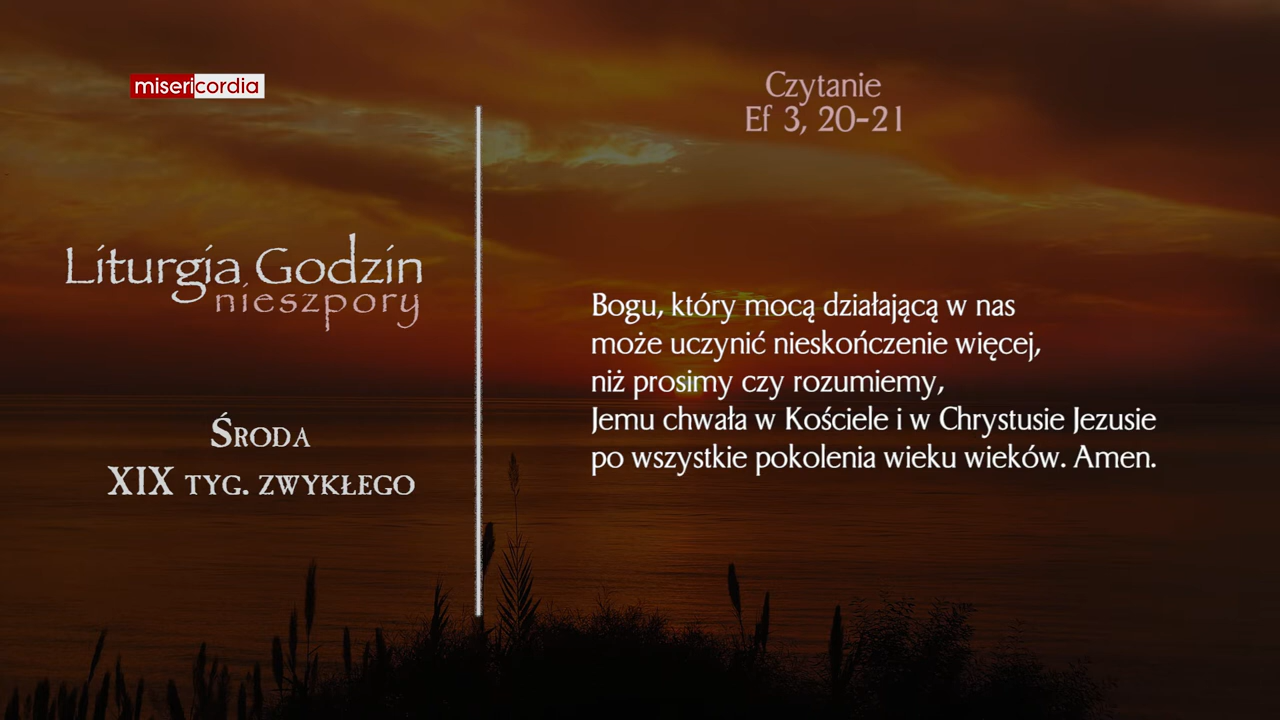 misericordia
Liturgia Godzin
nieszpory
Środa
XIX tyg. zwykłego
Czytanie
Ef 3, 20-21
Bogu, który mocą działającą w nas
może uczynić nieskończenie więcej,
niż prosimy czy rozumiemy,
Jemu chwała w Kościele i w Chrystusie Jezusie
po wszystkie pokolenia wieku wieków. Amen.